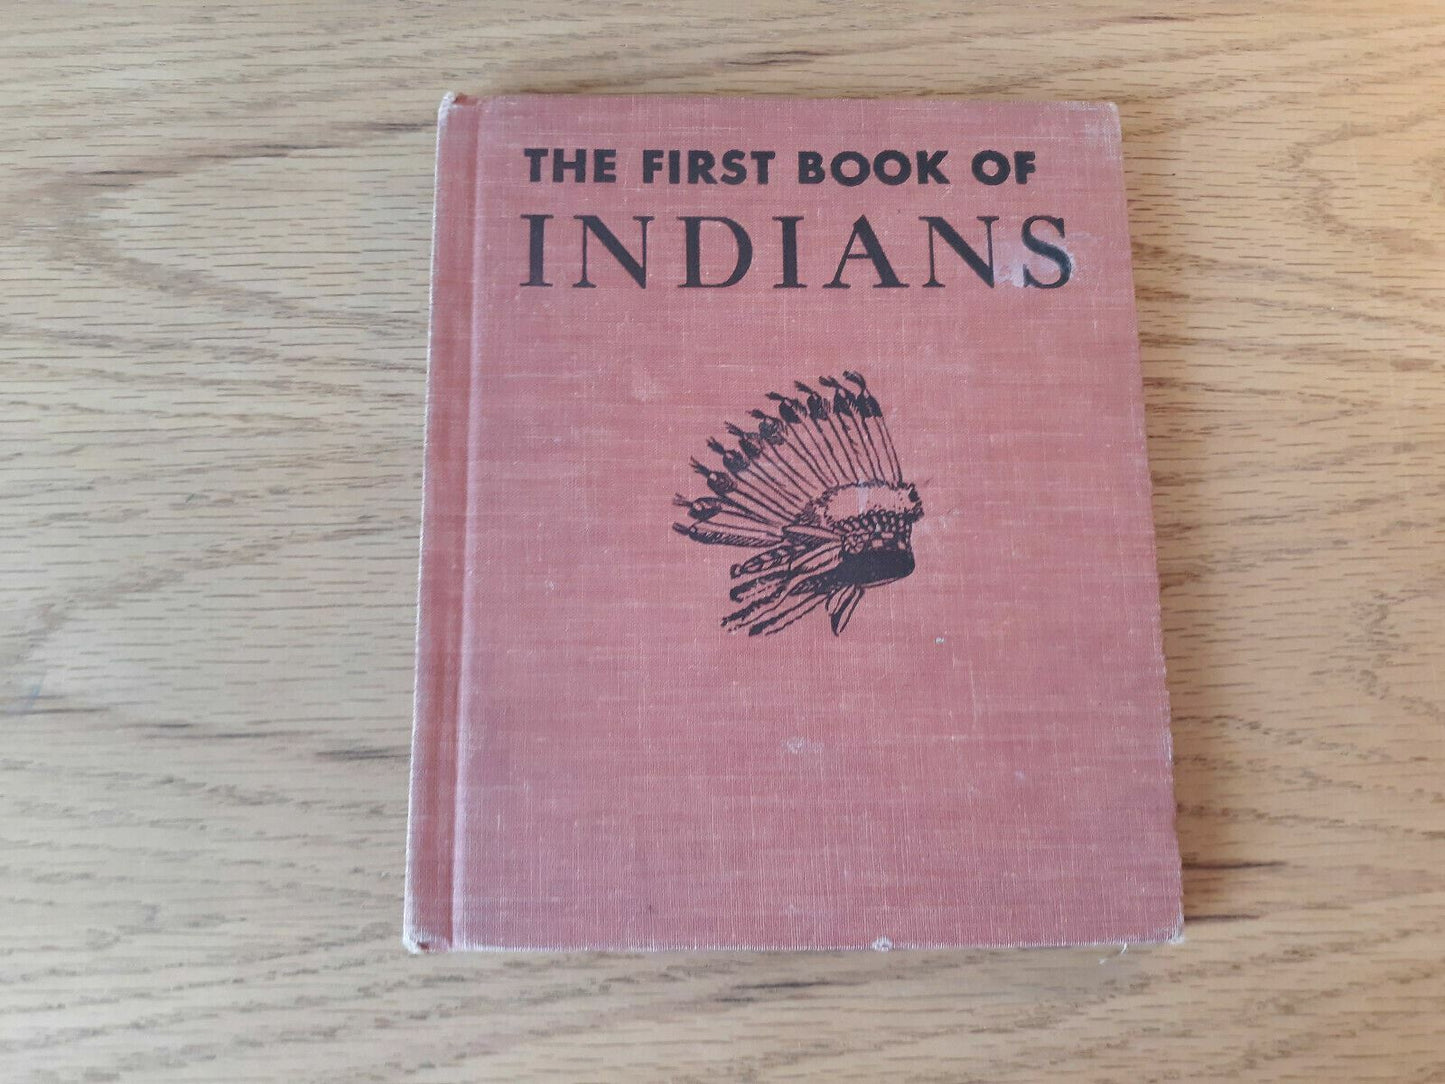 THE FIRST BOOK OF
INDIANS